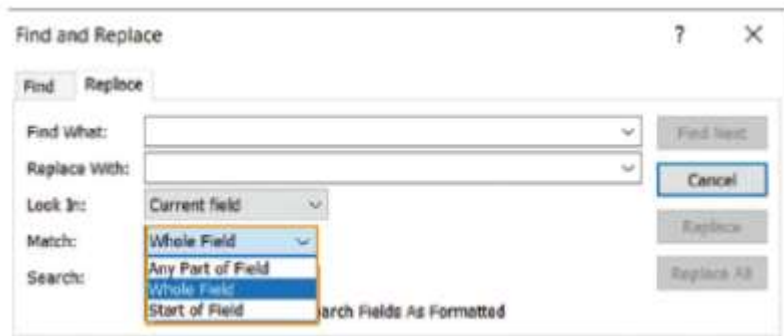 Find and Replace ? ×
Find Replace
Find What: Find Next
Replace With: Cancel
Look In: Current field
Match: Whole Field Replace
Any Part of Field
Search: Whole Field Replace All
Start of Field arch Fields As Formatted